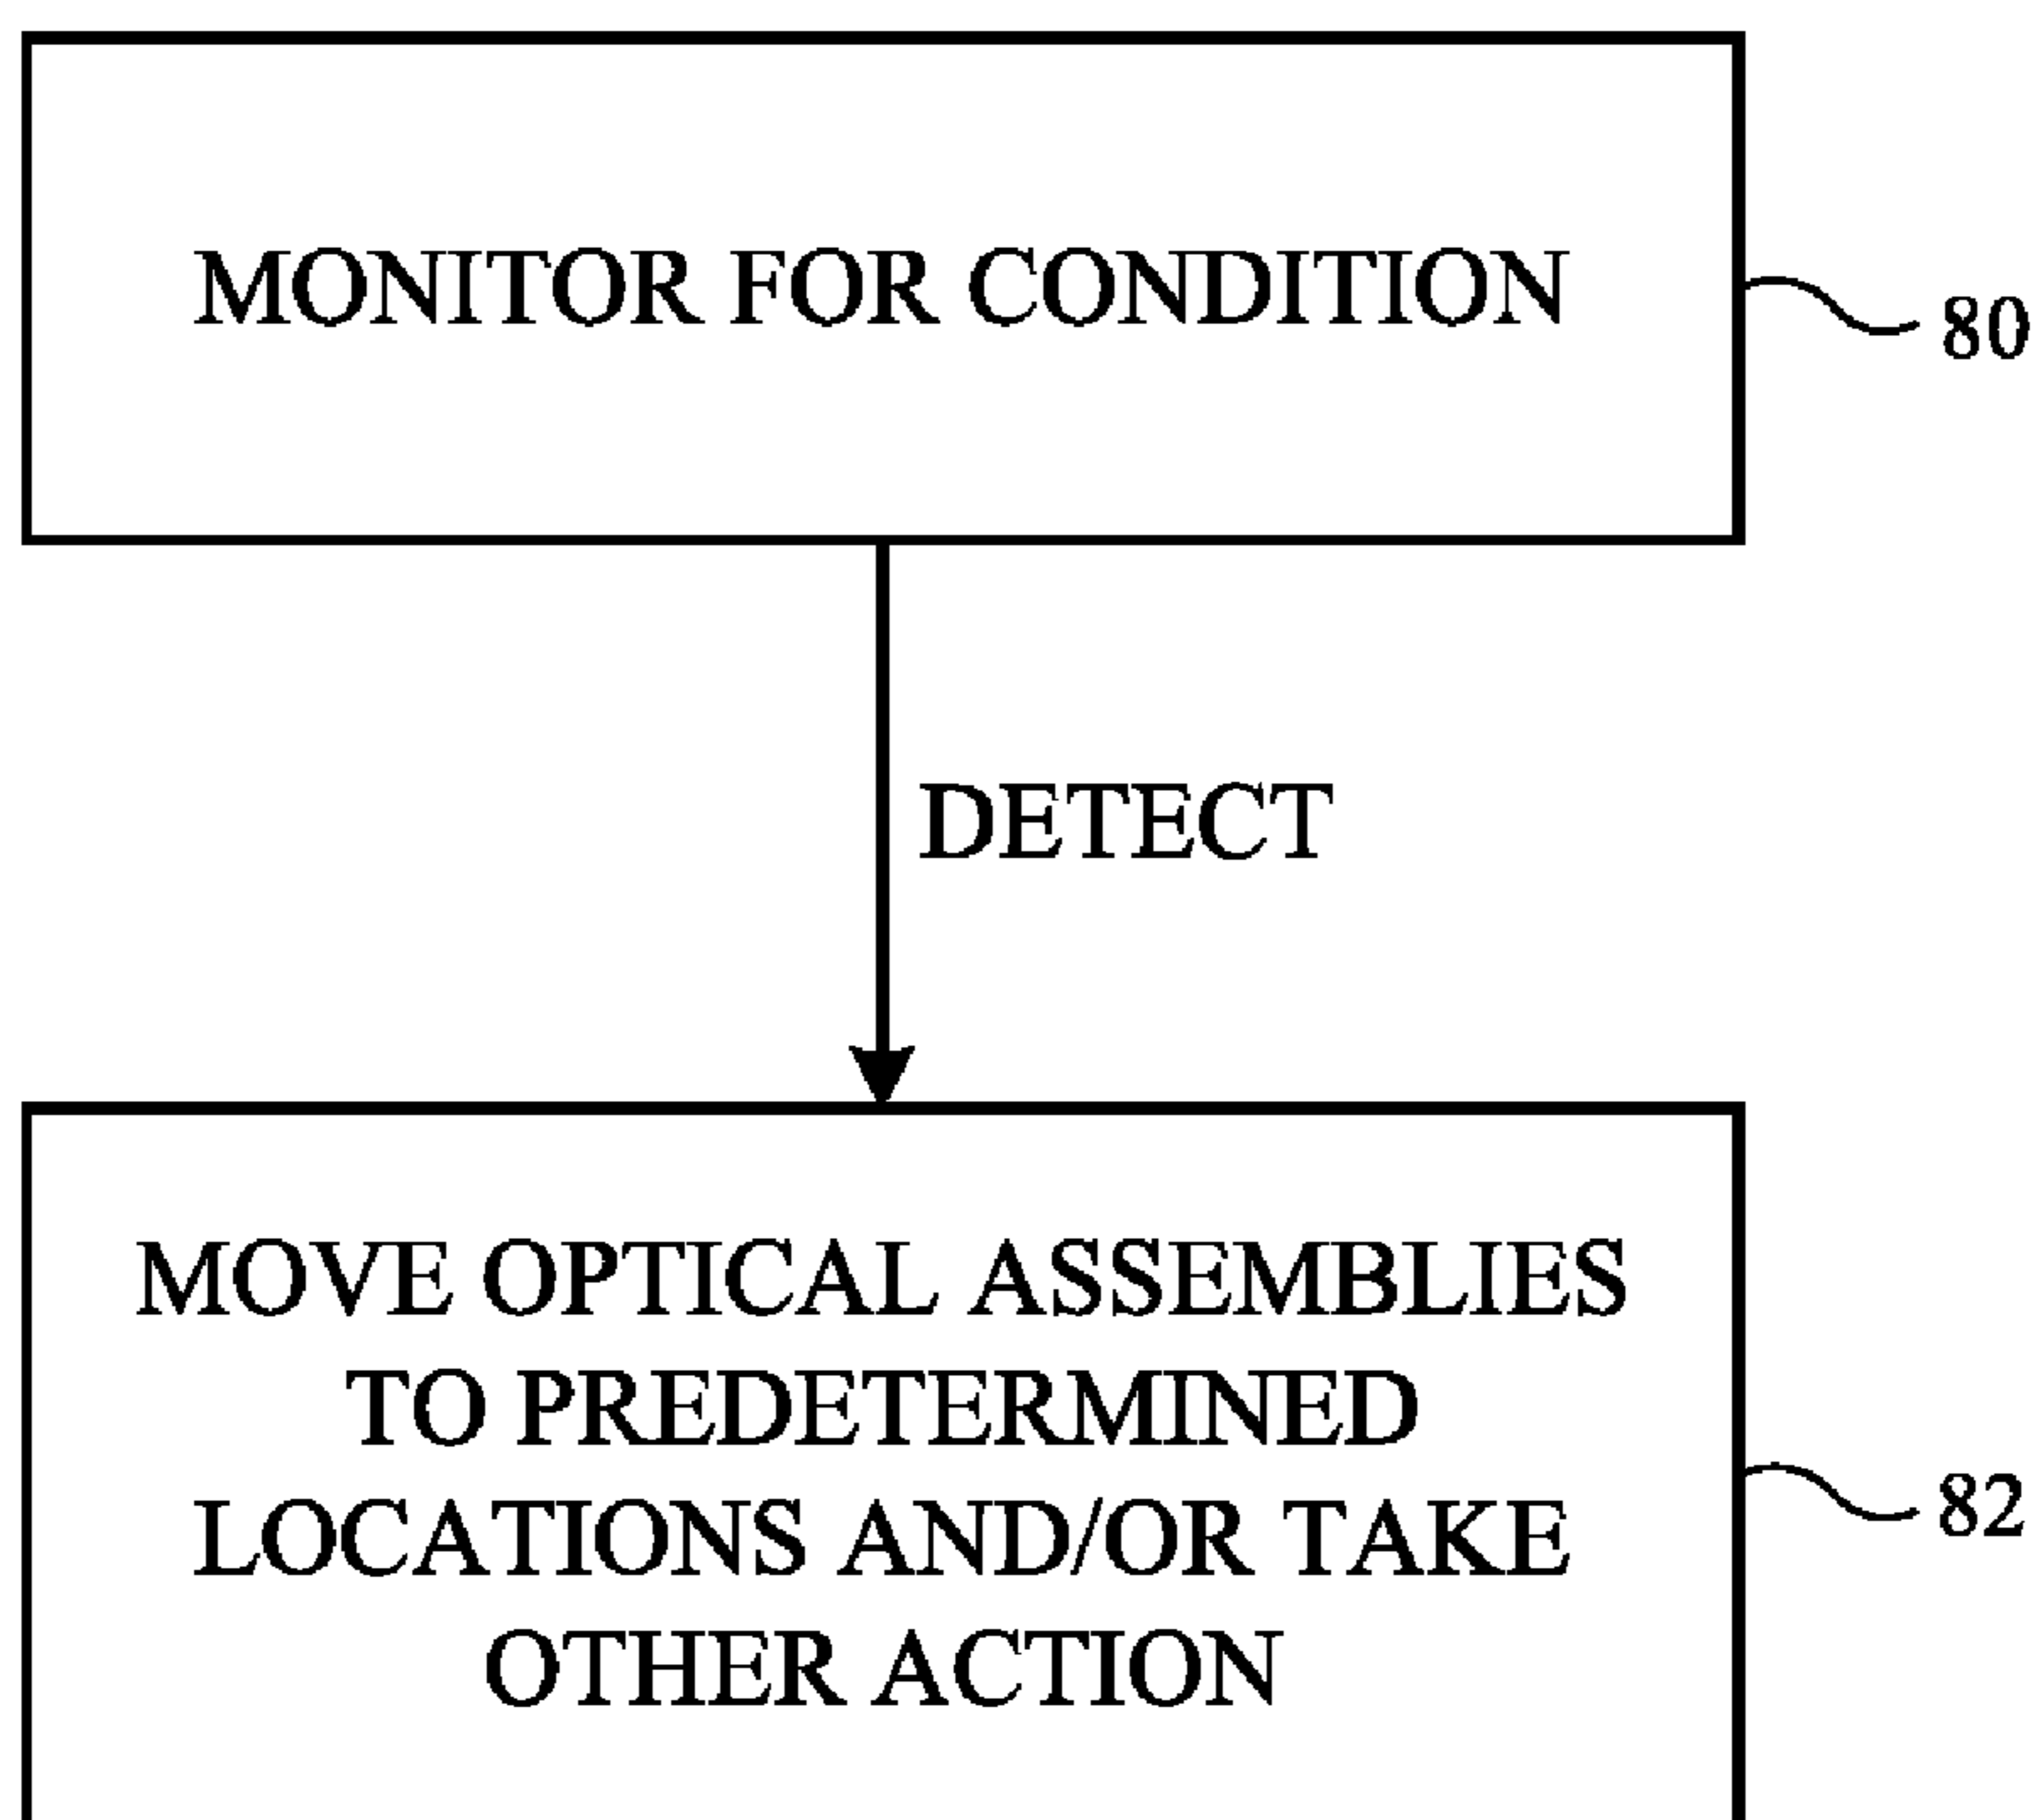 MONITOR FOR CONDITION
80
DETECT
MOVE OPTICAL ASSEMBLIES
TO PREDETERMINED
LOCATIONS AND/OR TAKE
OTHER ACTION
82